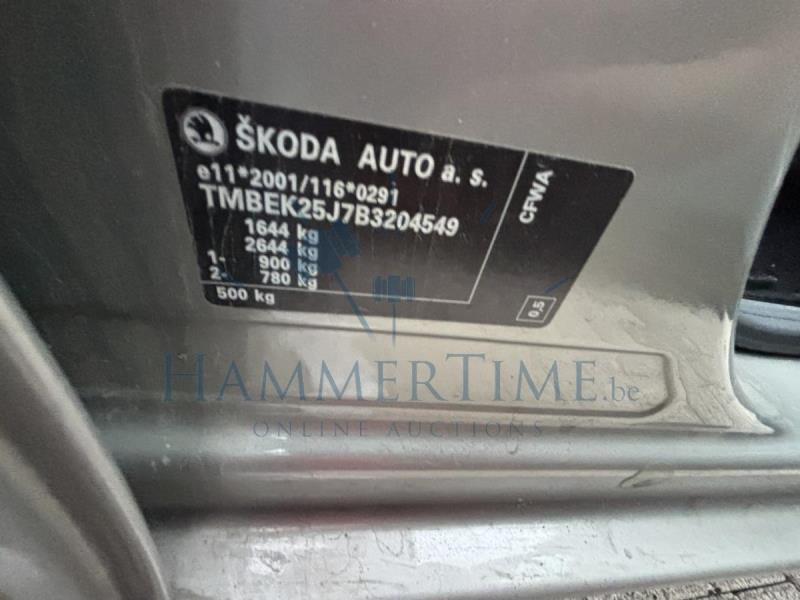 ŠKODA AUTO a. s.
e11*2001/116*0291
TMBEK25J7B3204549
1644 kg
2644 kg
1- 900 kg
2- 780 kg
500 kg
CFWA
0,5
HAMMERTIME.be
ONLINE AUCTIONS